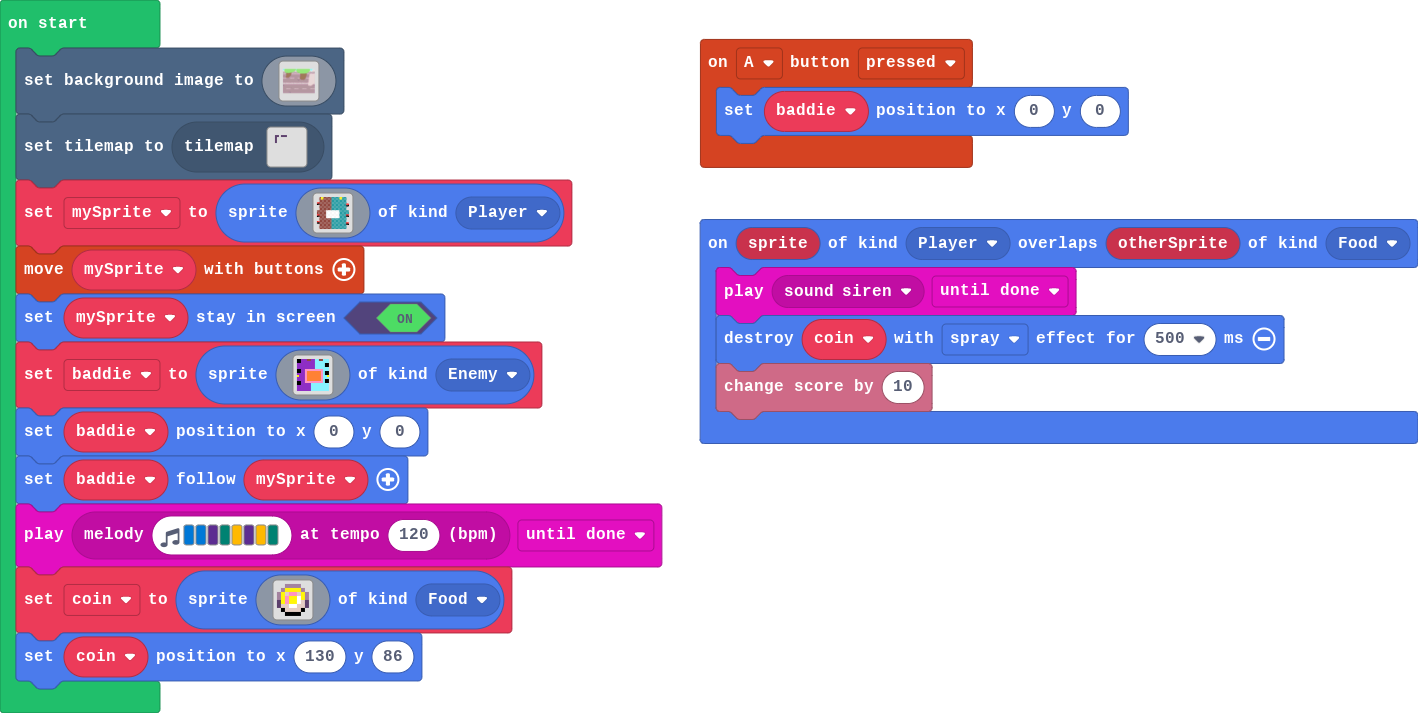 on start
set background image to
set tilemap to tilemap
set mySprite to sprite of kind Player
move mySprite with buttons
set mySprite stay in screen ON
set baddie to sprite of kind Enemy
set baddie position to x 0 y 0
set baddie follow mySprite
play melody at tempo 120 (bpm) until done
set coin to sprite of kind Food
set coin position to x 130 y 86
on A button pressed
set baddie position to x 0 y 0
on sprite of kind Player overlaps otherSprite of kind Food
play sound siren until done
destroy coin with spray effect for 500 ms
change score by 10